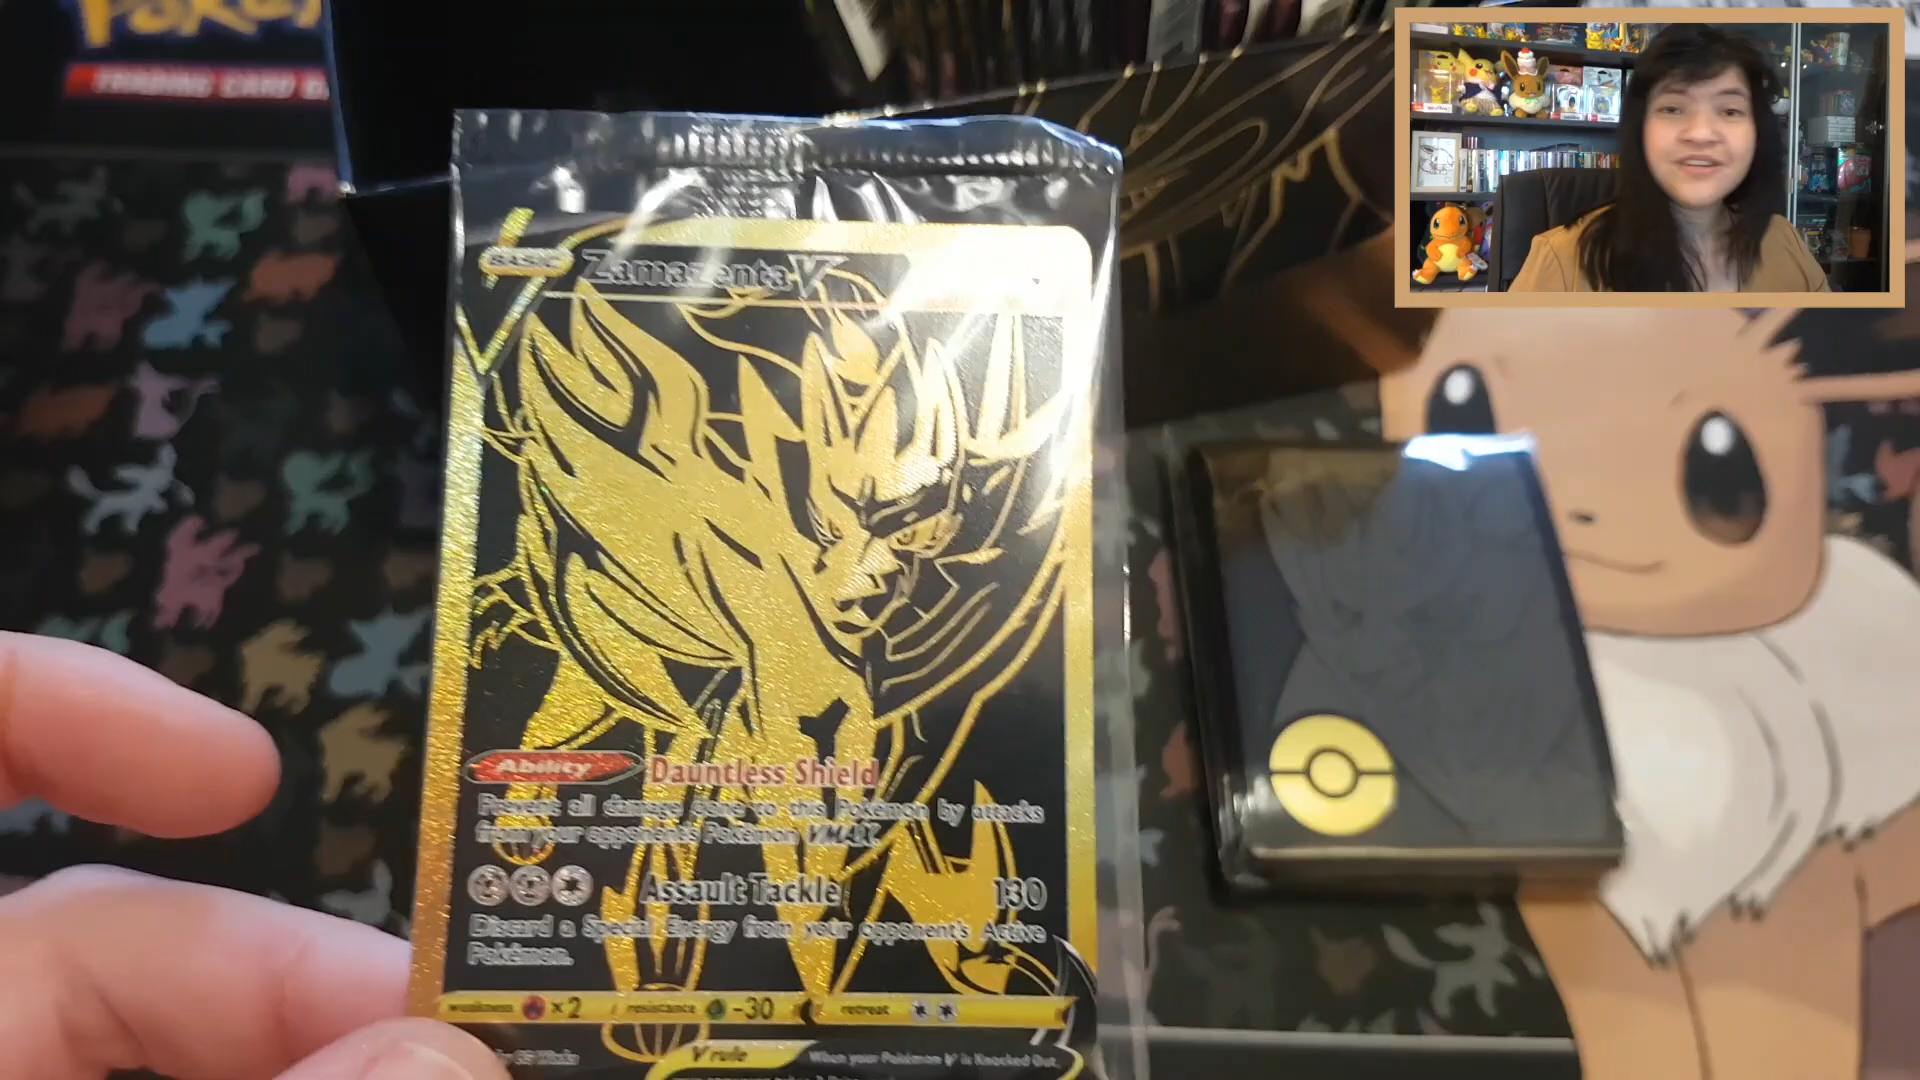 Pokém
TRADING CARD G
BASIC Zamazenta V
Ability Dauntless Shield
Prevent all damage done to this Pokémon by attacks
from your opponent's Pokémon VMAX.
Assault Tackle 130
Discard a Special Energy from your opponent's Active
Pokémon.
weakness ×2 resistance -30 retreat
V rule When your Pokémon V is Knocked Out,